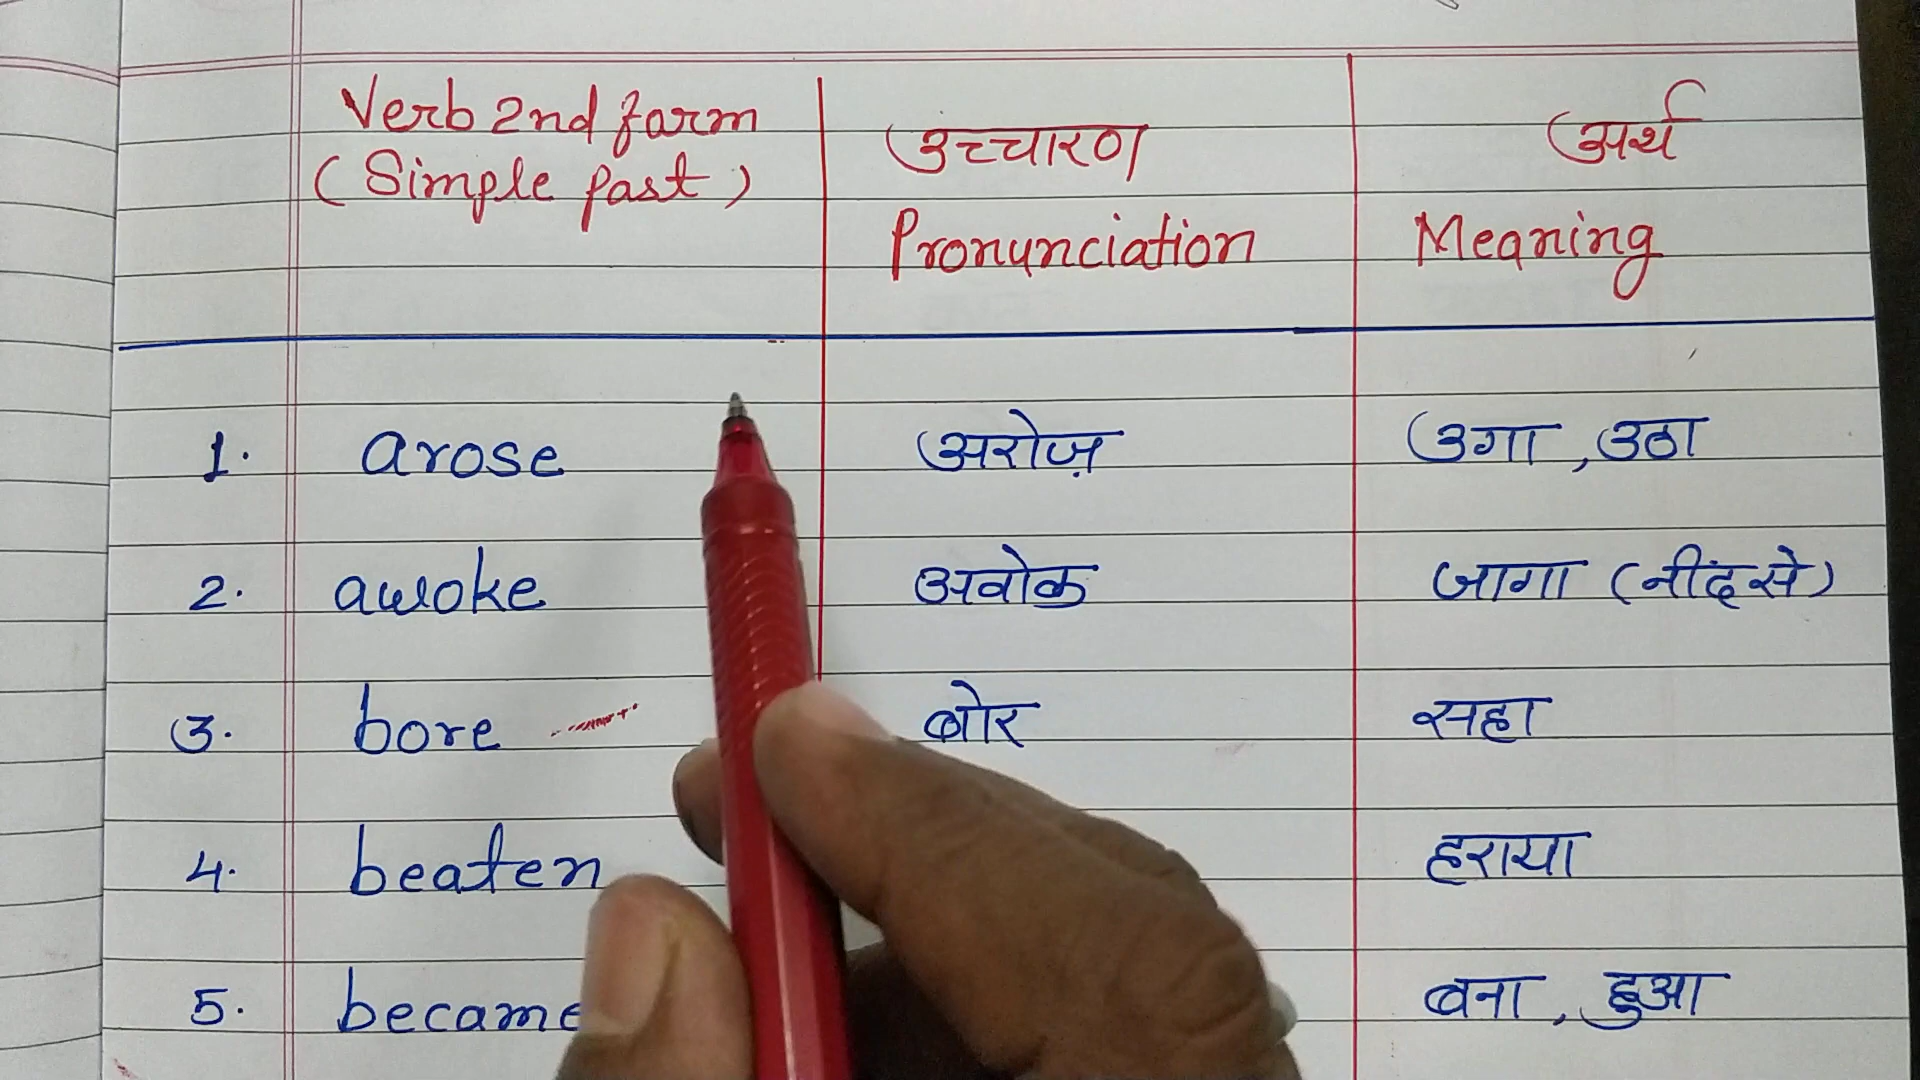 Verb 2nd farm
(Simple past)
उच्चारण
Pronunciation
अर्थ
Meaning
1. arose अरोज़ उगा, उठा
2. awoke अवोक जागा (नींद से)
3. bore बोर सहा
4. beaten हराया
5. became बना, हुआ